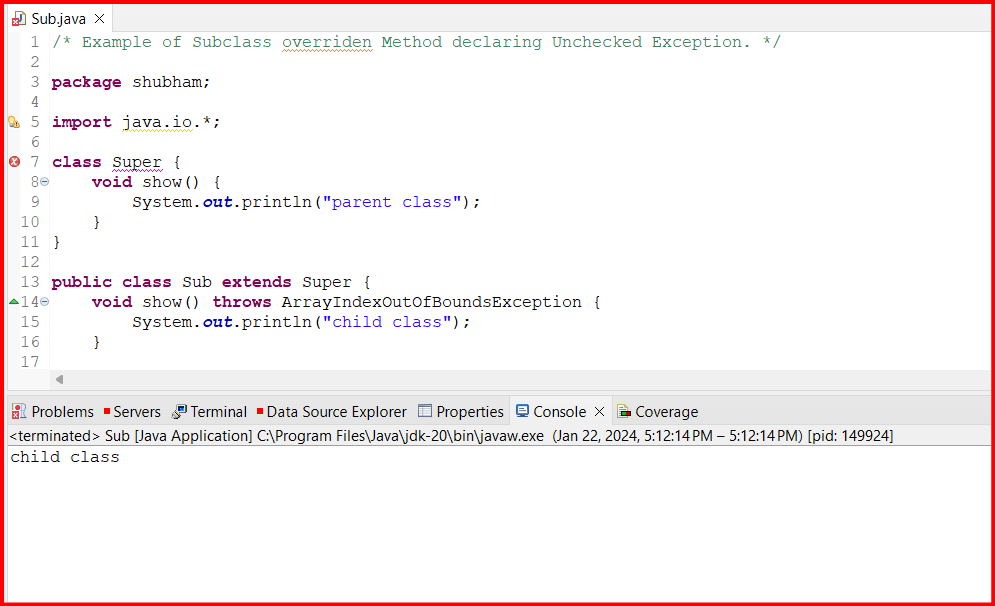 Sub.java
1 /* Example of Subclass overriden Method declaring Unchecked Exception. */
2
3 package shubham;
4
5 import java.io.*;
6
7 class Super {
8 void show() {
9 System.out.println("parent class");
10 }
11 }
12
13 public class Sub extends Super {
14 void show() throws ArrayIndexOutOfBoundsException {
15 System.out.println("child class");
16 }
17
Problems Servers Terminal Data Source Explorer Properties Console Coverage
<terminated> Sub [Java Application] C:\Program Files\Java\jdk-20\bin\javaw.exe (Jan 22, 2024, 5:12:14 PM – 5:12:14 PM) [pid: 149924]
child class